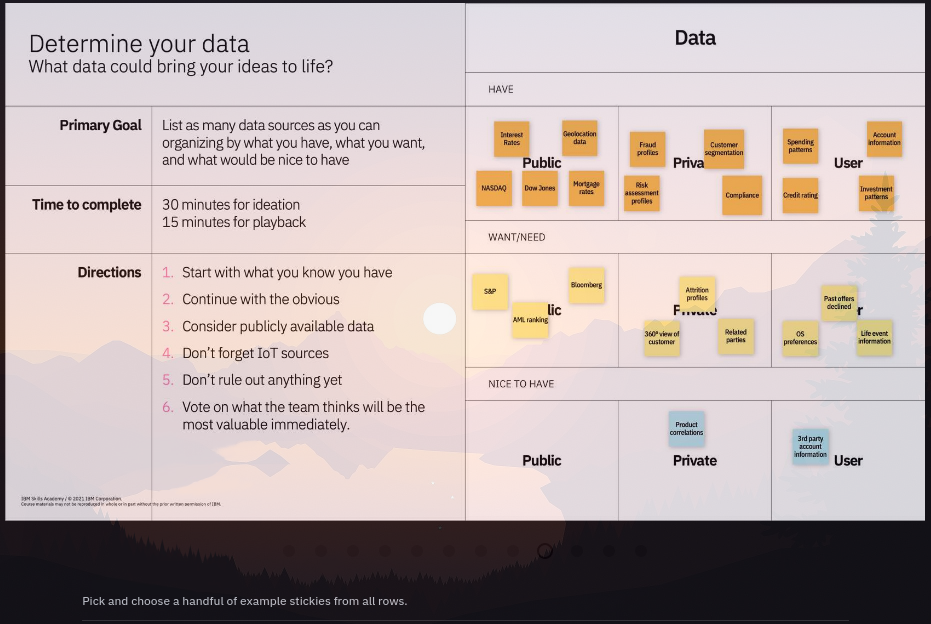 Determine your data
What data could bring your ideas to life?
Primary Goal
List as many data sources as you can
organizing by what you have, what you want,
and what would be nice to have
Time to complete
30 minutes for ideation
15 minutes for playback
Directions
1. Start with what you know you have
2. Continue with the obvious
3. Consider publicly available data
4. Don't forget IoT sources
5. Don't rule out anything yet
6. Vote on what the team thinks will be the
most valuable immediately.
IBM Skills Academy / © 2021 IBM Corporation.
Course materials may not be reproduced in whole or in part without the prior written permission of IBM.
Data
HAVE
Interest
Rates
Geolocation
data
Public
NASDAQ
Dow Jones
Mortgage
rates
Fraud
profiles
Customer
segmentation
Priva
Risk
assessment
profiles
Compliance
Spending
patterns
Account
information
User
Credit rating
Investment
patterns
WANT/NEED
S&P
Bloomberg
AML ranking
lic
Attrition
profiles
Private
360º view of
customer
Related
parties
Past offers
declined
r
OS
preferences
Life event
information
NICE TO HAVE
Public
Product
correlations
Private
3rd party
account
information
User
Pick and choose a handful of example stickies from all rows.